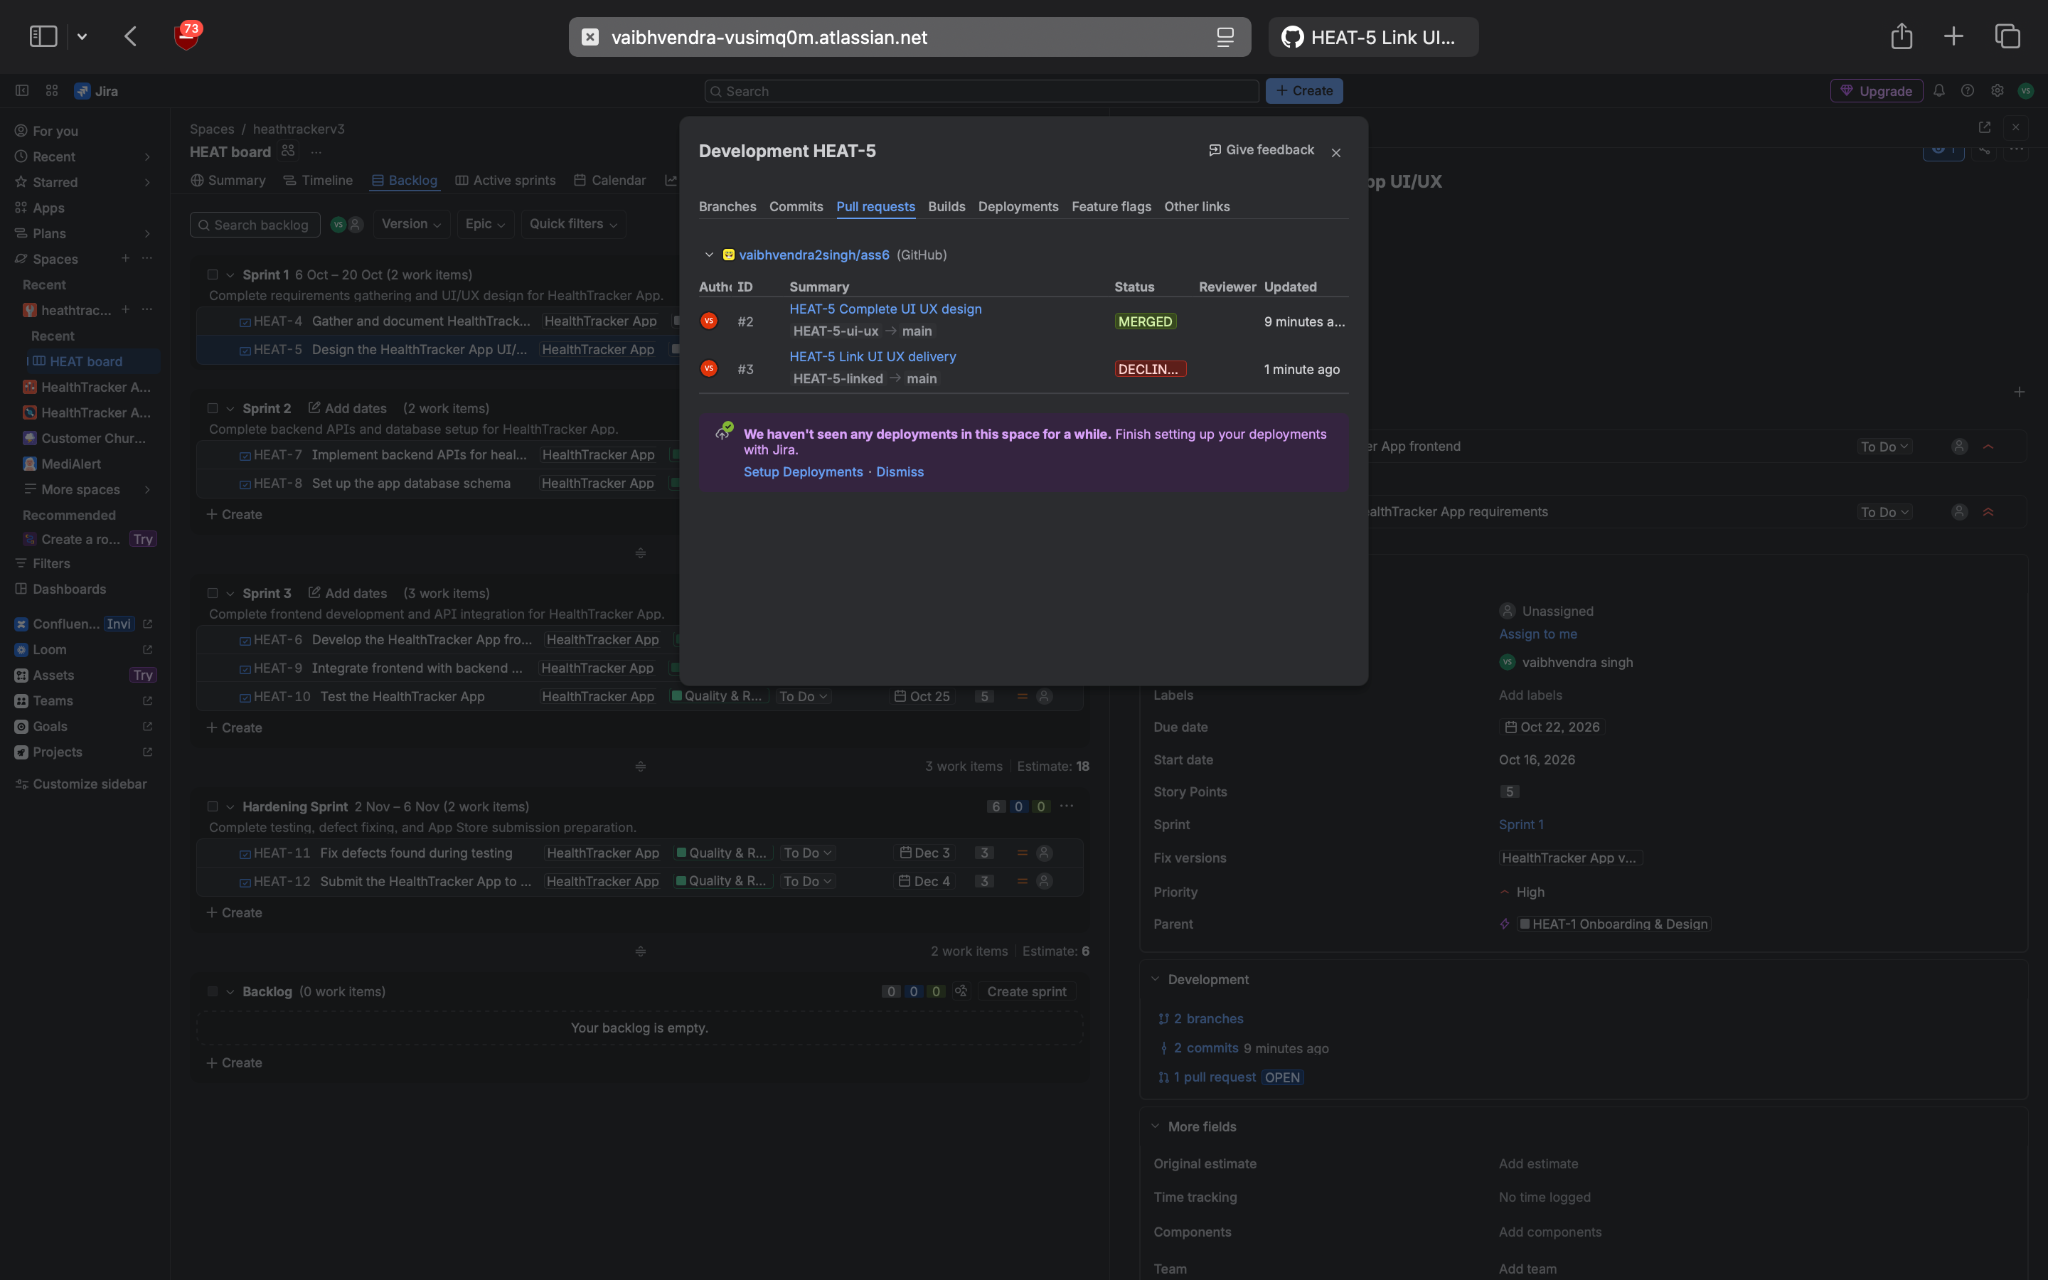 73
vaibhvendra-vusimq0m.atlassian.net
HEAT-5 Link UI...
Jira
Search
+ Create
Upgrade
VS
For you
Recent
Starred
Apps
Plans
Spaces
Recent
heathtrac...
Recent
HEAT board
HealthTracker A...
HealthTracker A...
Customer Chur...
MediAlert
More spaces
Recommended
Create a ro... Try
Filters
Dashboards
Confluen... Invi
Loom
Assets Try
Teams
Goals
Projects
Customize sidebar
Spaces / heathtrackerv3
HEAT board
Summary Timeline Backlog Active sprints Calendar
Search backlog VS Version Epic Quick filters
Sprint 1 6 Oct – 20 Oct (2 work items)
Complete requirements gathering and UI/UX design for HealthTracker App.
HEAT-4 Gather and document HealthTrack... HealthTracker App
HEAT-5 Design the HealthTracker App UI/... HealthTracker App
Sprint 2 Add dates (2 work items)
Complete backend APIs and database setup for HealthTracker App.
HEAT-7 Implement backend APIs for heal... HealthTracker App
HEAT-8 Set up the app database schema HealthTracker App
+ Create
Sprint 3 Add dates (3 work items)
Complete frontend development and API integration for HealthTracker App.
HEAT-6 Develop the HealthTracker App fro... HealthTracker App
HEAT-9 Integrate frontend with backend ... HealthTracker App
HEAT-10 Test the HealthTracker App HealthTracker App Quality & R... To Do Oct 25 5
+ Create
3 work items Estimate: 18
Hardening Sprint 2 Nov – 6 Nov (2 work items) 6 0 0
Complete testing, defect fixing, and App Store submission preparation.
HEAT-11 Fix defects found during testing HealthTracker App Quality & R... To Do Dec 3 3
HEAT-12 Submit the HealthTracker App to ... HealthTracker App Quality & R... To Do Dec 4 3
+ Create
2 work items Estimate: 6
Backlog (0 work items) 0 0 0 Create sprint
Your backlog is empty.
+ Create
Development HEAT-5
Give feedback
Branches Commits Pull requests Builds Deployments Feature flags Other links
vaibhvendra2singh/ass6 (GitHub)
Autho ID Summary Status Reviewer Updated
VS #2 HEAT-5 Complete UI UX design MERGED 9 minutes a...
HEAT-5-ui-ux → main
VS #3 HEAT-5 Link UI UX delivery DECLIN... 1 minute ago
HEAT-5-linked → main
We haven't seen any deployments in this space for a while. Finish setting up your deployments
with Jira.
Setup Deployments · Dismiss
pp UI/UX
er App frontend To Do
althTracker App requirements To Do
Unassigned
Assign to me
VS vaibhvendra singh
Labels Add labels
Due date Oct 22, 2026
Start date Oct 16, 2026
Story Points 5
Sprint Sprint 1
Fix versions HealthTracker App v...
Priority High
Parent HEAT-1 Onboarding & Design
Development
2 branches
2 commits 9 minutes ago
1 pull request OPEN
More fields
Original estimate Add estimate
Time tracking No time logged
Components Add components
Team Add team